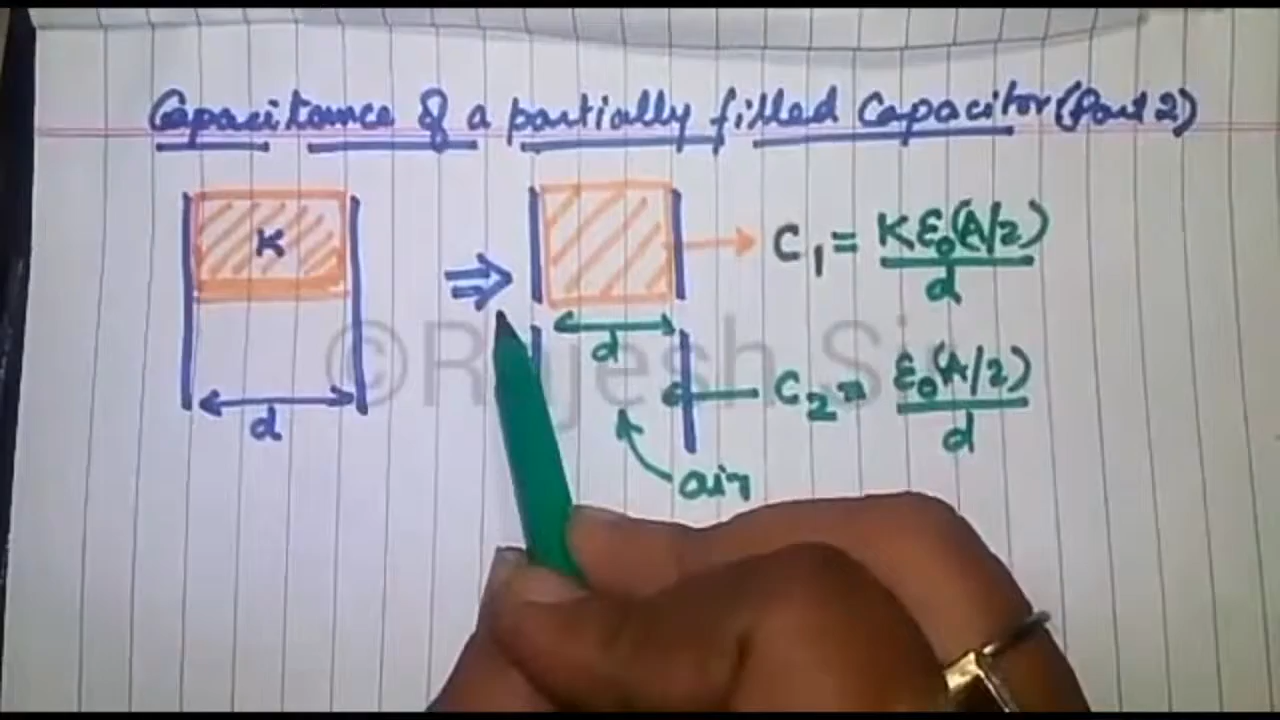 Capacitance of a partially filled Capacitor (Part 2)
K
C₁ = Kε₀(A/2)/d
d
C₂ = ε₀(A/2)/d
d
air
©Rajesh Sir